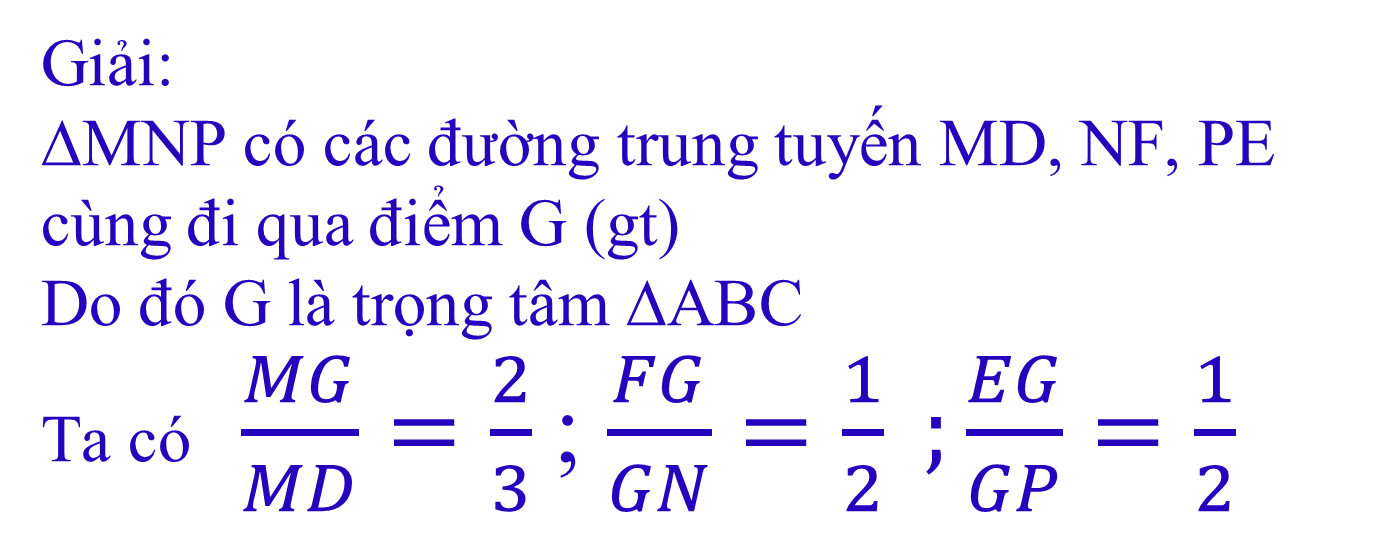 Giải:
ΔMNP có các đường trung tuyến MD, NF, PE
cùng đi qua điểm G (gt)
Do đó G là trọng tâm ΔABC
Ta có MG/MD = 2/3 ; FG/GN = 1/2 ; EG/GP = 1/2